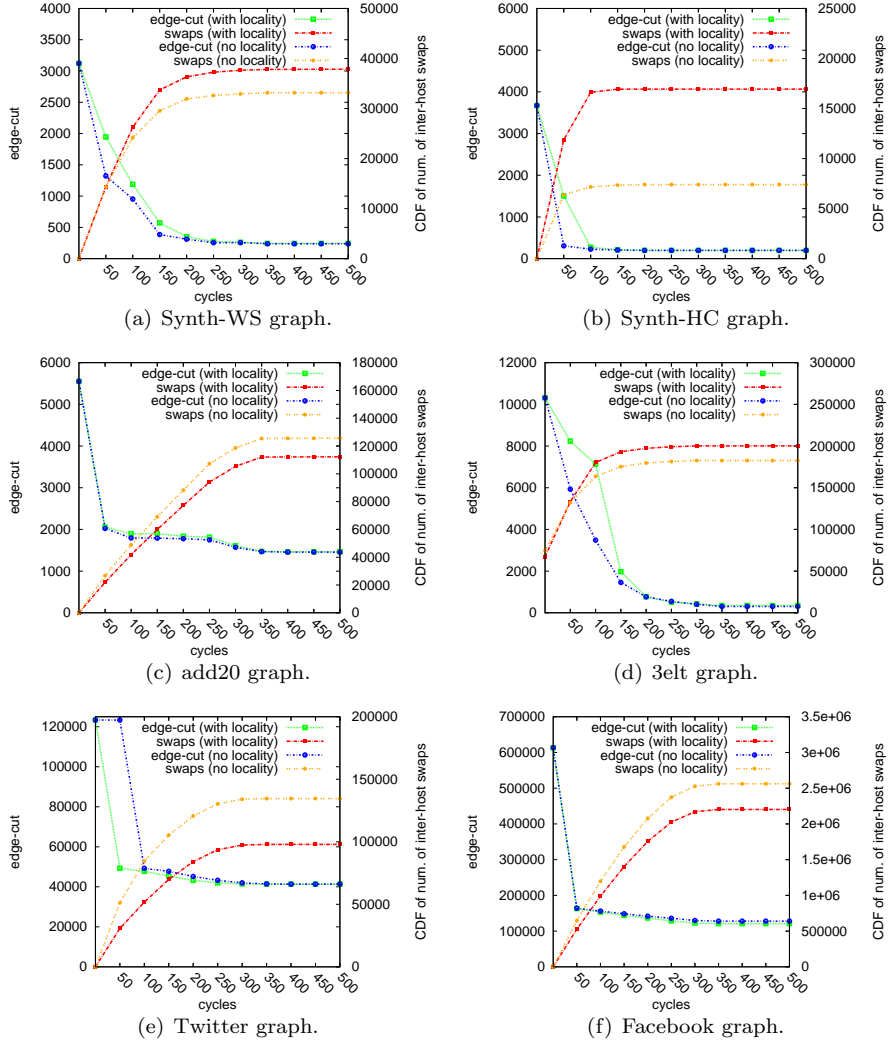 4000
3500
3000
2500
2000
1500
1000
500
0
edge-cut
50
100
150
200
250
300
350
400
450
500
cycles
50000
40000
30000
20000
10000
0
CDF of num. of inter-host swaps
edge-cut (with locality)
swaps (with locality)
edge-cut (no locality)
swaps (no locality)
(a) Synth-WS graph.
6000
5000
4000
3000
2000
1000
0
edge-cut
50
100
150
200
250
300
350
400
450
500
cycles
25000
20000
15000
10000
5000
0
CDF of num. of inter-host swaps
edge-cut (with locality)
swaps (with locality)
edge-cut (no locality)
swaps (no locality)
(b) Synth-HC graph.
6000
5000
4000
3000
2000
1000
0
edge-cut
50
100
150
200
250
300
350
400
450
500
cycles
180000
160000
140000
120000
100000
80000
60000
40000
20000
0
CDF of num. of inter-host swaps
edge-cut (with locality)
swaps (with locality)
edge-cut (no locality)
swaps (no locality)
(c) add20 graph.
12000
10000
8000
6000
4000
2000
0
edge-cut
50
100
150
200
250
300
350
400
450
500
cycles
300000
250000
200000
150000
100000
50000
0
CDF of num. of inter-host swaps
edge-cut (with locality)
swaps (with locality)
edge-cut (no locality)
swaps (no locality)
(d) 3elt graph.
120000
100000
80000
60000
40000
20000
0
edge-cut
50
100
150
200
250
300
350
400
450
500
cycles
200000
150000
100000
50000
0
CDF of num. of inter-host swaps
edge-cut (with locality)
swaps (with locality)
edge-cut (no locality)
swaps (no locality)
(e) Twitter graph.
700000
600000
500000
400000
300000
200000
100000
0
edge-cut
50
100
150
200
250
300
350
400
450
500
cycles
3.5e+06
3e+06
2.5e+06
2e+06
1.5e+06
1e+06
500000
0
CDF of num. of inter-host swaps
edge-cut (with locality)
swaps (with locality)
edge-cut (no locality)
swaps (no locality)
(f) Facebook graph.